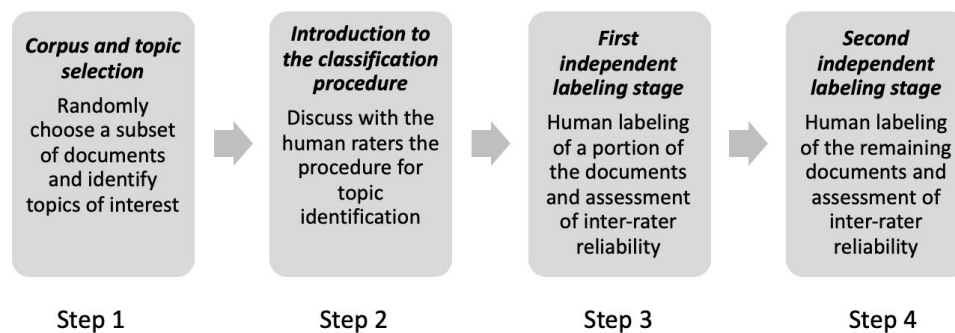 Corpus and topic
selection
Randomly
choose a subset
of documents
and identify
topics of interest
Introduction to
the classification
procedure
Discuss with the
human raters the
procedure for
topic
identification
First
independent
labeling stage
Human labeling
of a portion of
the documents
and assessment
of inter-rater
reliability
Second
independent
labeling stage
Human labeling
of the remaining
documents and
assessment of
inter-rater
reliability
Step 1
Step 2
Step 3
Step 4